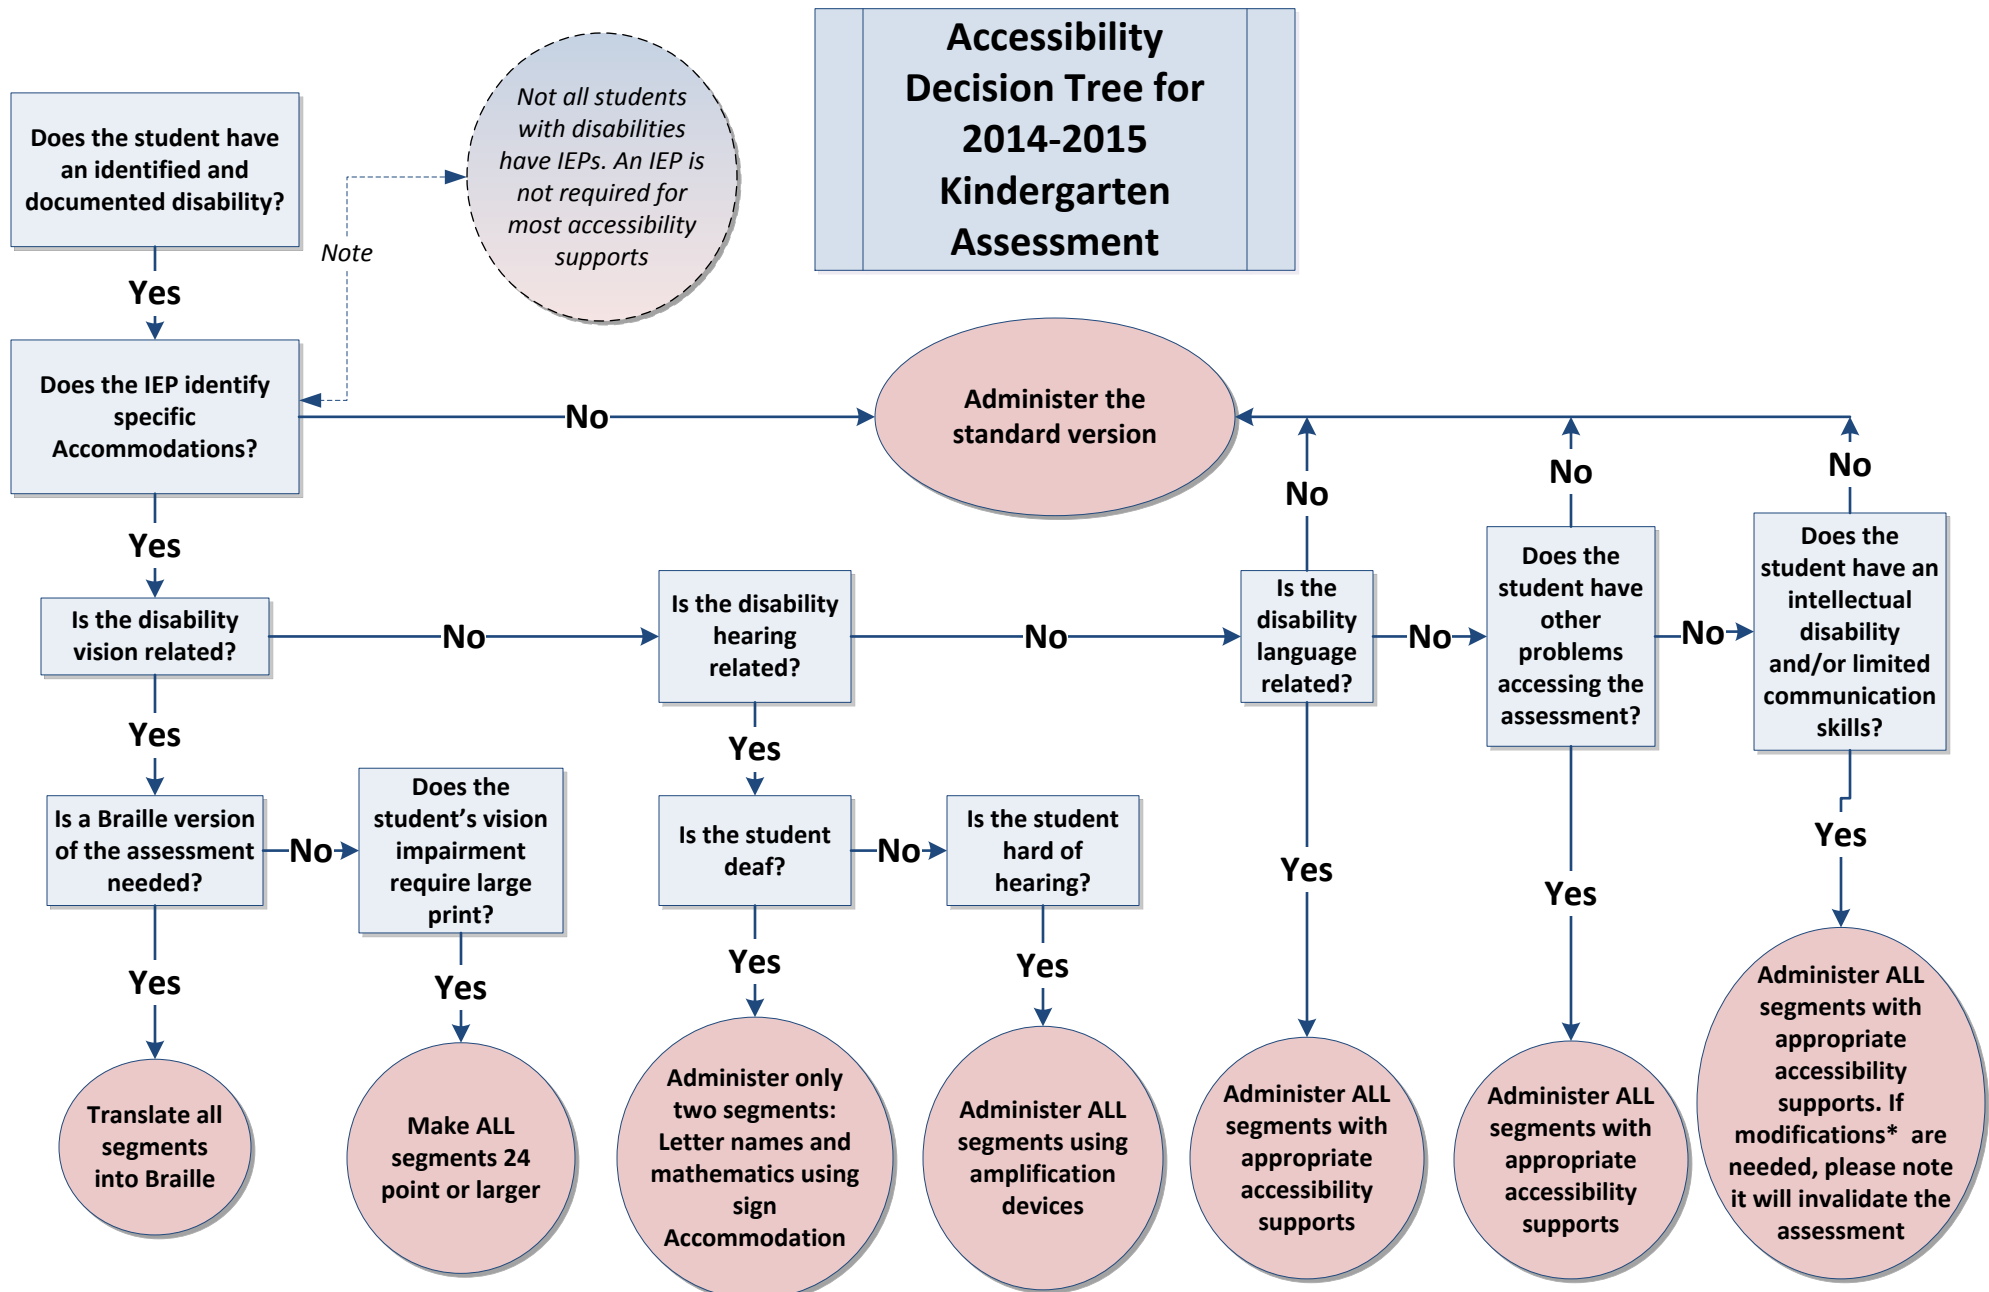 Accessibility
Decision Tree for
2014-2015
Kindergarten
Assessment
Does the student have
an identified and
documented disability?
Not all students
with disabilities
have IEPs. An IEP is
not required for
most accessibility
supports
Note
Yes
Does the IEP identify
specific
Accommodations?
No
Administer the
standard version
No
No
No
Yes
Is the disability
vision related?
No
Is the disability
hearing
related?
No
Is the
disability
language
related?
No
Does the
student have
other
problems
accessing the
assessment?
No
Does the
student have an
intellectual
disability
and/or limited
communication
skills?
Yes
Yes
Is a Braille version
of the assessment
needed?
No
Does the
student’s vision
impairment
require large
print?
Is the student
deaf?
No
Is the student
hard of
hearing?
Yes
Yes
Yes
Yes
Yes
Yes
Yes
Translate all
segments
into Braille
Make ALL
segments 24
point or larger
Administer only
two segments:
Letter names and
mathematics using
sign
Accommodation
Administer ALL
segments using
amplification
devices
Administer ALL
segments with
appropriate
accessibility
supports
Administer ALL
segments with
appropriate
accessibility
supports
Administer ALL
segments with
appropriate
accessibility
supports. If
modifications* are
needed, please note
it will invalidate the
assessment